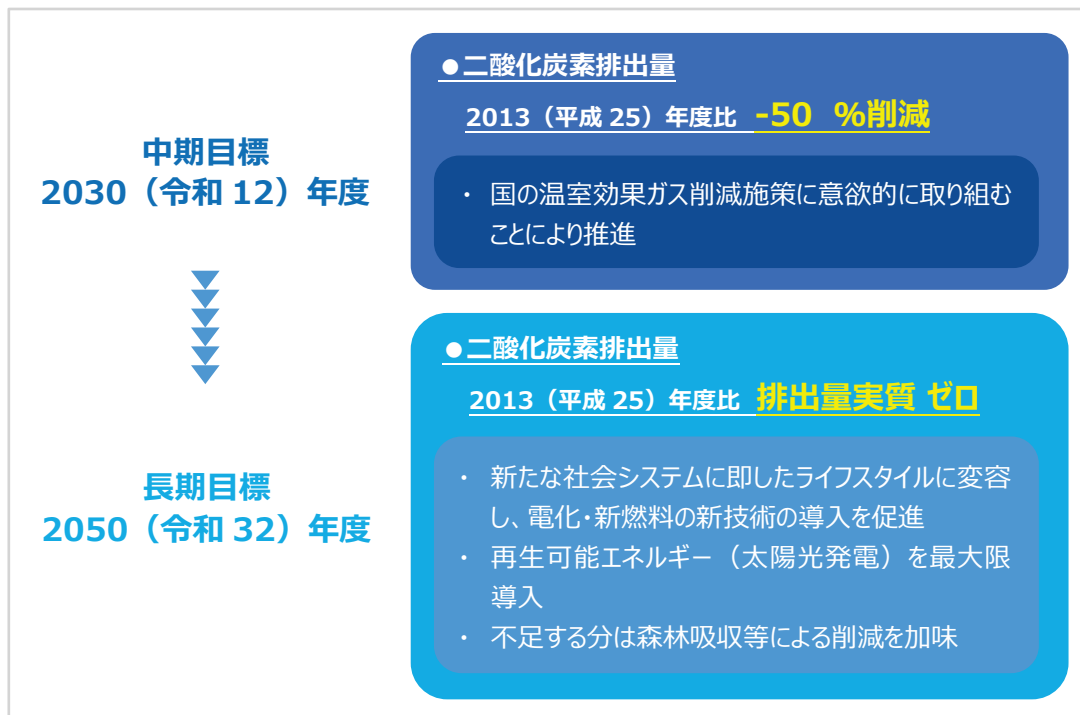 中期目標
2030（令和 12）年度
●二酸化炭素排出量
2013（平成 25）年度比 -50 %削減
・ 国の温室効果ガス削減施策に意欲的に取り組む
ことにより推進
長期目標
2050（令和 32）年度
●二酸化炭素排出量
2013（平成 25）年度比 排出量実質 ゼロ
・ 新たな社会システムに即したライフスタイルに変容
し、電化・新燃料の新技術の導入を促進
・ 再生可能エネルギー（太陽光発電）を最大限
導入
・ 不足する分は森林吸収等による削減を加味